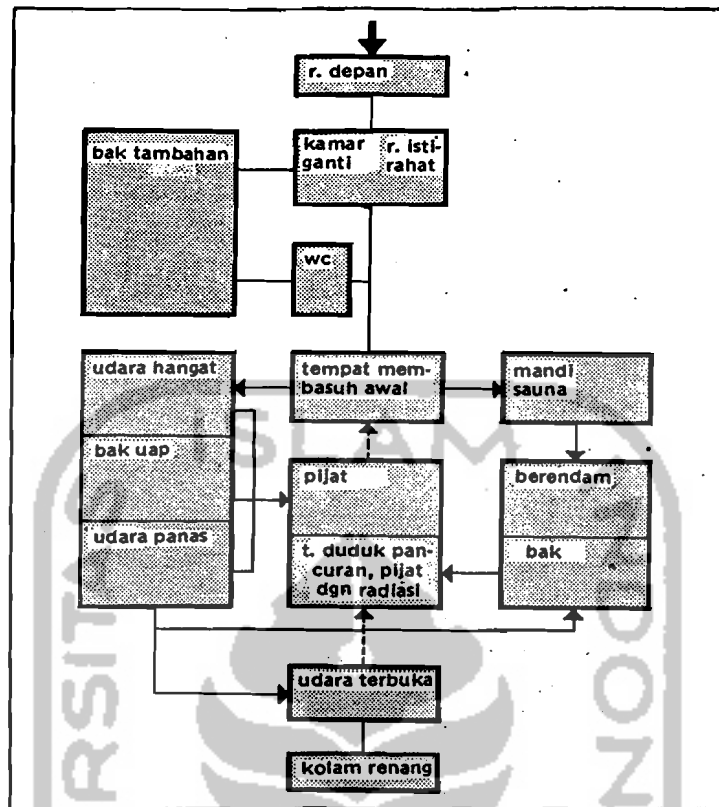 r. depan
bak tambahan
kamar
ganti
r. isti-
rahat
wc
udara hangat
tempat mem-
basuh awal
mandi
sauna
bak uap
pijat
berendam
udara panas
t. duduk pan-
curan, pijat
dgn radiasi
bak
udara terbuka
kolam renang
ISLAM